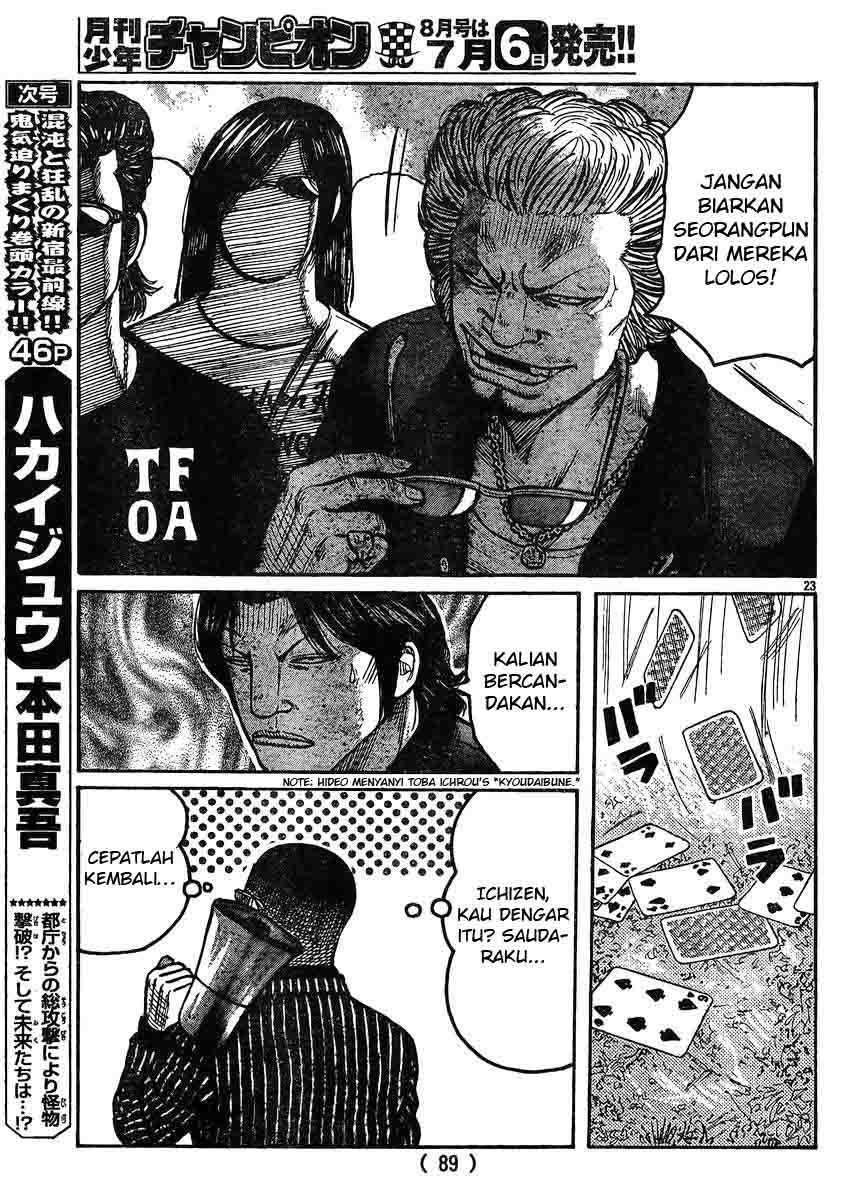 月刊
少年
チャンピオン
8月号は
7月6日発売!!
次号
混沌と狂乱の新宿最前線!!
鬼気迫りまくり巻頭カラー!!
46P
ハカイジュウ
本田真吾
都庁からの総攻撃により怪物
撃破!? そして未来たちは…!?
JANGAN
BIARKAN
SEORANGPUN
DARI MEREKA
LOLOS!
TF
OA
23
KALIAN
BERCAN-
DAKAN...
NOTE: HIDEO MENYANYI TOBA ICHROU'S "KYOUDAIBUNE."
バラ
バラ
ICHIZEN,
KAU DENGAR
ITU? SAUDA-
RAKU...
CEPATLAH
KEMBALI...
( 89 )